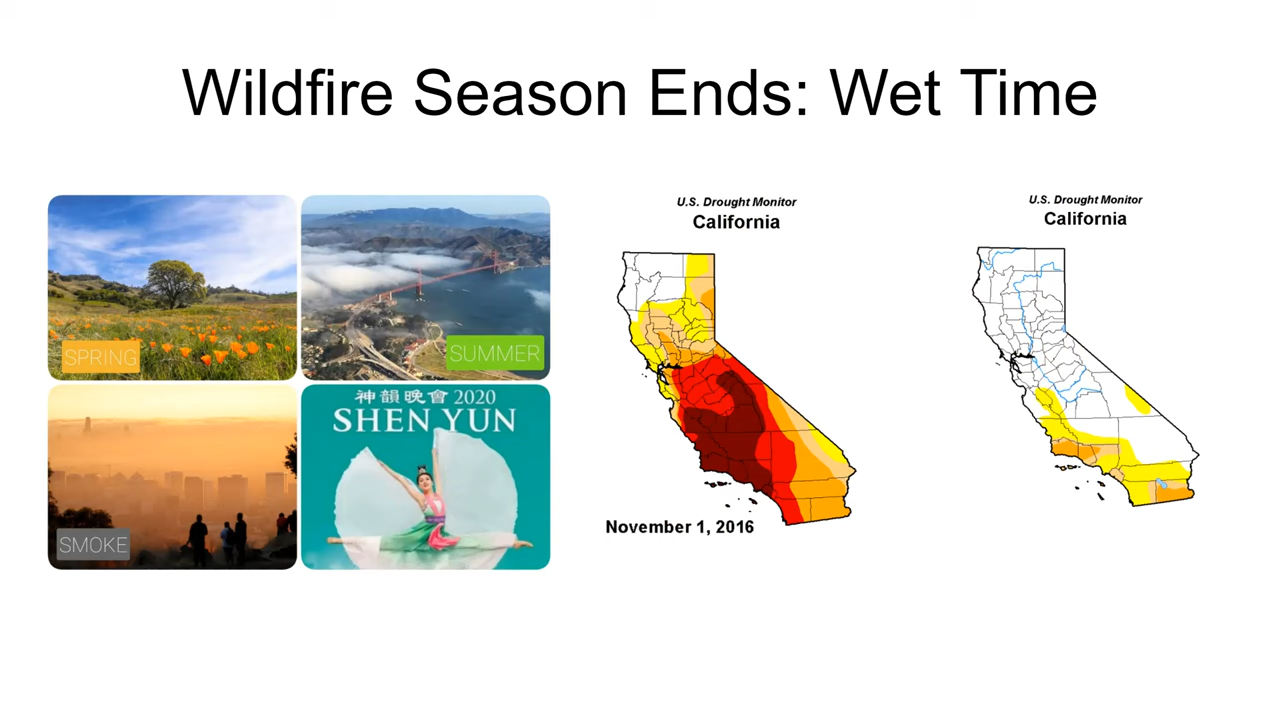 Wildfire Season Ends: Wet Time
SPRING
SUMMER
SMOKE
神韻晚會 2020
SHEN YUN
U.S. Drought Monitor
California
November 1, 2016
U.S. Drought Monitor
California